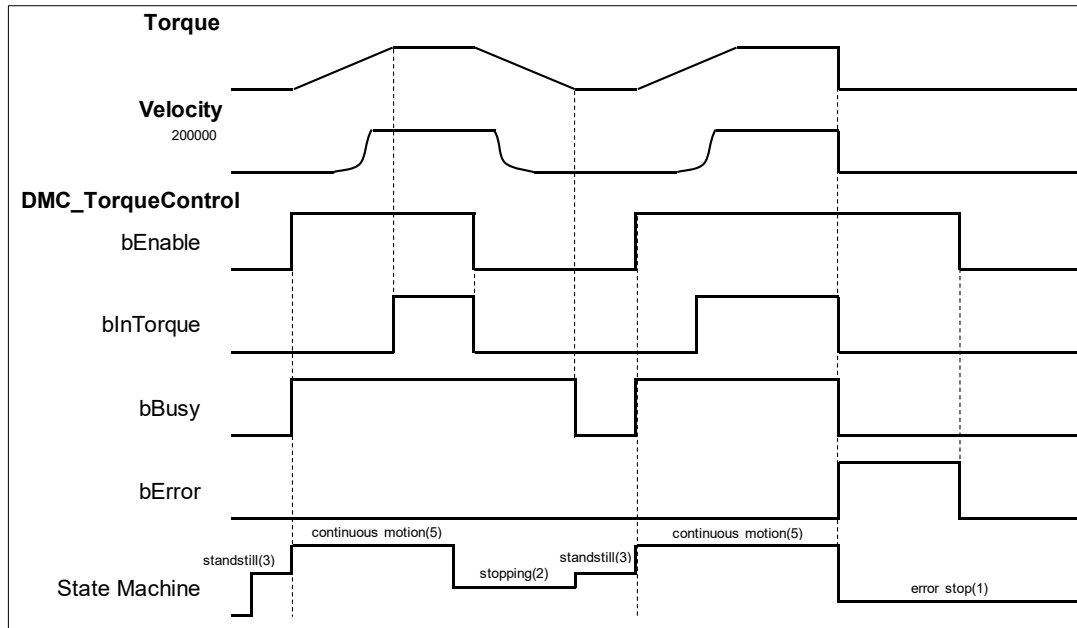 Torque
Velocity
200000
DMC_TorqueControl
bEnable
bInTorque
bBusy
bError
continuous motion(5)
continuous motion(5)
standstill(3)
standstill(3)
stopping(2)
State Machine
error stop(1)